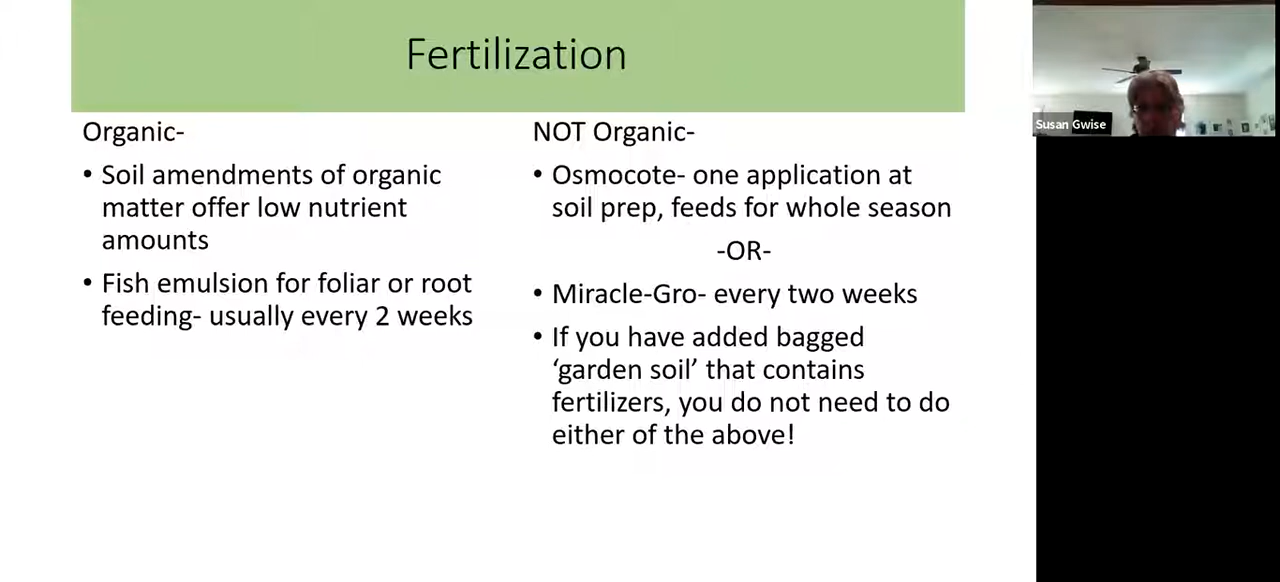 Fertilization
Organic-
• Soil amendments of organic
matter offer low nutrient
amounts
• Fish emulsion for foliar or root
feeding- usually every 2 weeks
NOT Organic-
• Osmocote- one application at
soil prep, feeds for whole season
-OR-
• Miracle-Gro- every two weeks
• If you have added bagged
‘garden soil’ that contains
fertilizers, you do not need to do
either of the above!
Susan Gwise